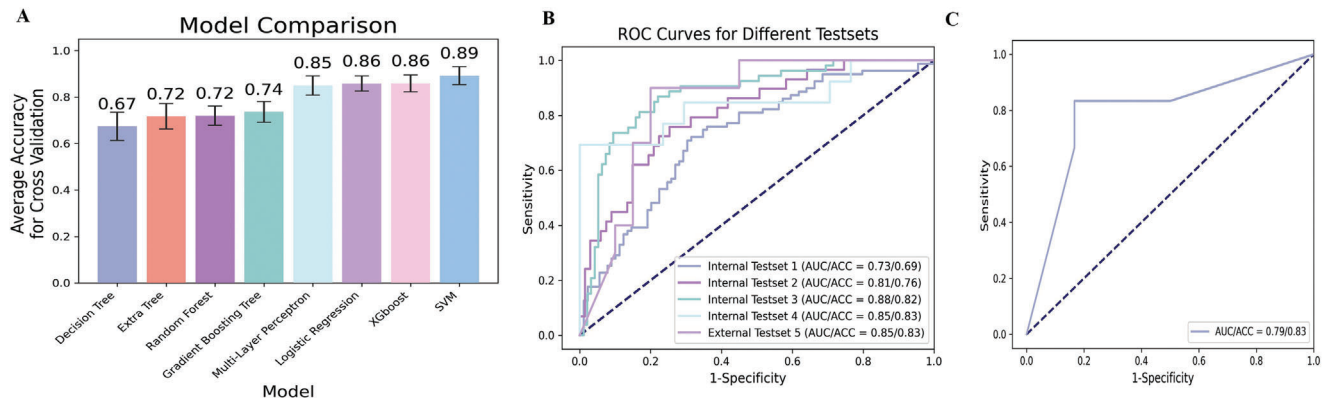 A
Model Comparison
Average Accuracy
for Cross Validation
1.0
0.8
0.6
0.4
0.2
0.0
0.67
0.72
0.72
0.74
0.85
0.86
0.86
0.89
Decision Tree
Extra Tree
Random Forest
Gradient Boosting Tree
Multi-Layer Perceptron
Logistic Regression
XGboost
SVM
Model
B
ROC Curves for Different Testsets
Sensitivity
1.0
0.8
0.6
0.4
0.2
0.0
Internal Testset 1 (AUC/ACC = 0.73/0.69)
Internal Testset 2 (AUC/ACC = 0.81/0.76)
Internal Testset 3 (AUC/ACC = 0.88/0.82)
Internal Testset 4 (AUC/ACC = 0.85/0.83)
External Testset 5 (AUC/ACC = 0.85/0.83)
0.0 0.2 0.4 0.6 0.8 1.0
1-Specificity
C
Sensitivity
1.0
0.8
0.6
0.4
0.2
0.0
AUC/ACC = 0.79/0.83
0.0 0.2 0.4 0.6 0.8 1.0
1-Specificity